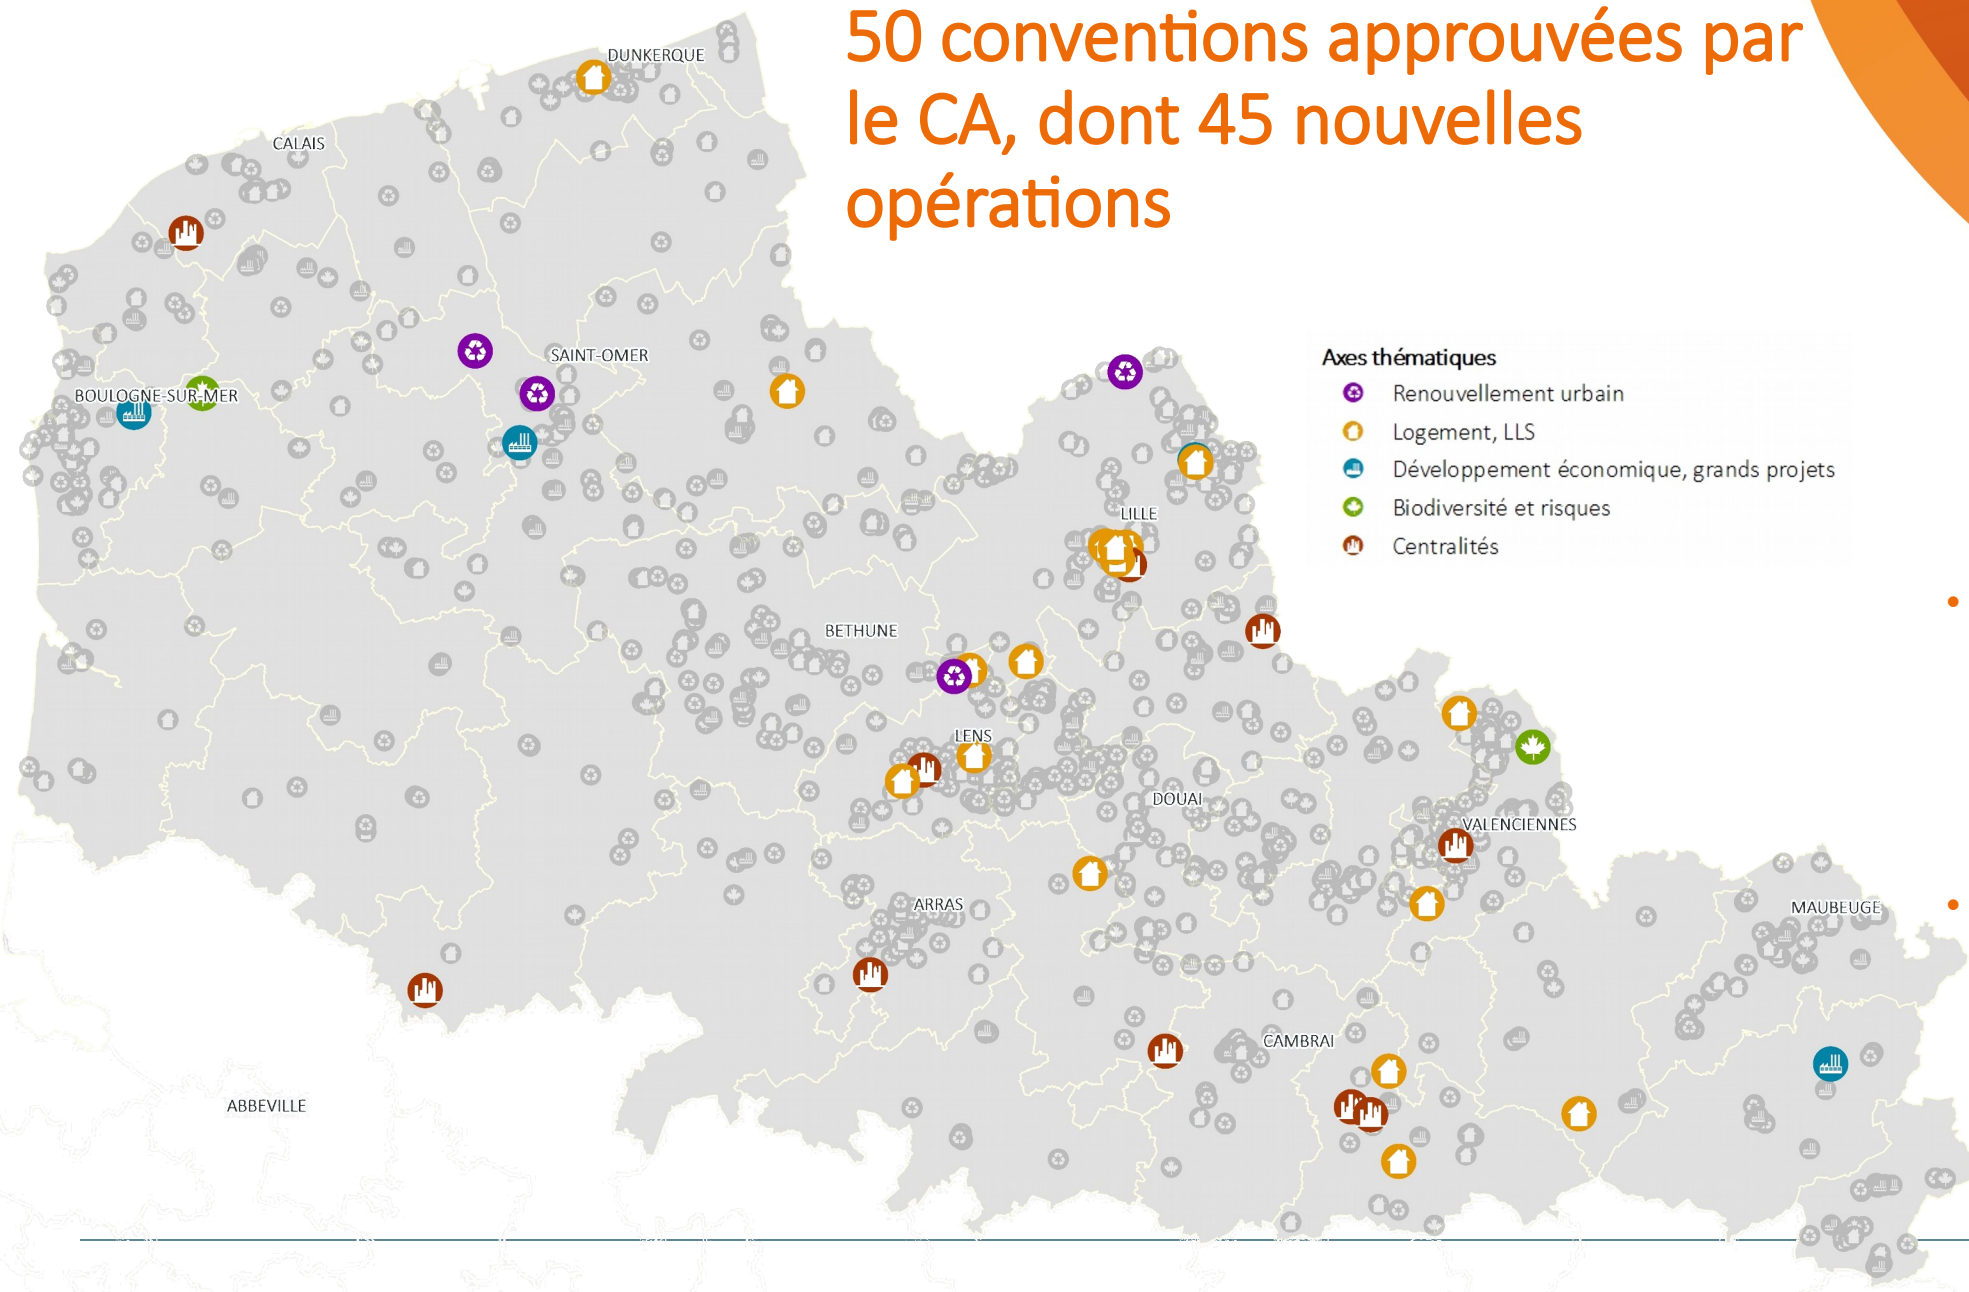 50 conventions approuvées par
le CA, dont 45 nouvelles
opérations
DUNKERQUE
CALAIS
SAINT-OMER
BOULOGNE-SUR-MER
Axes thématiques
Renouvellement urbain
Logement, LLS
Développement économique, grands projets
Biodiversité et risques
Centralités
LILLE
BETHUNE
LENS
DOUAI
VALENCIENNES
ARRAS
MAUBEUGE
CAMBRAI
ABBEVILLE